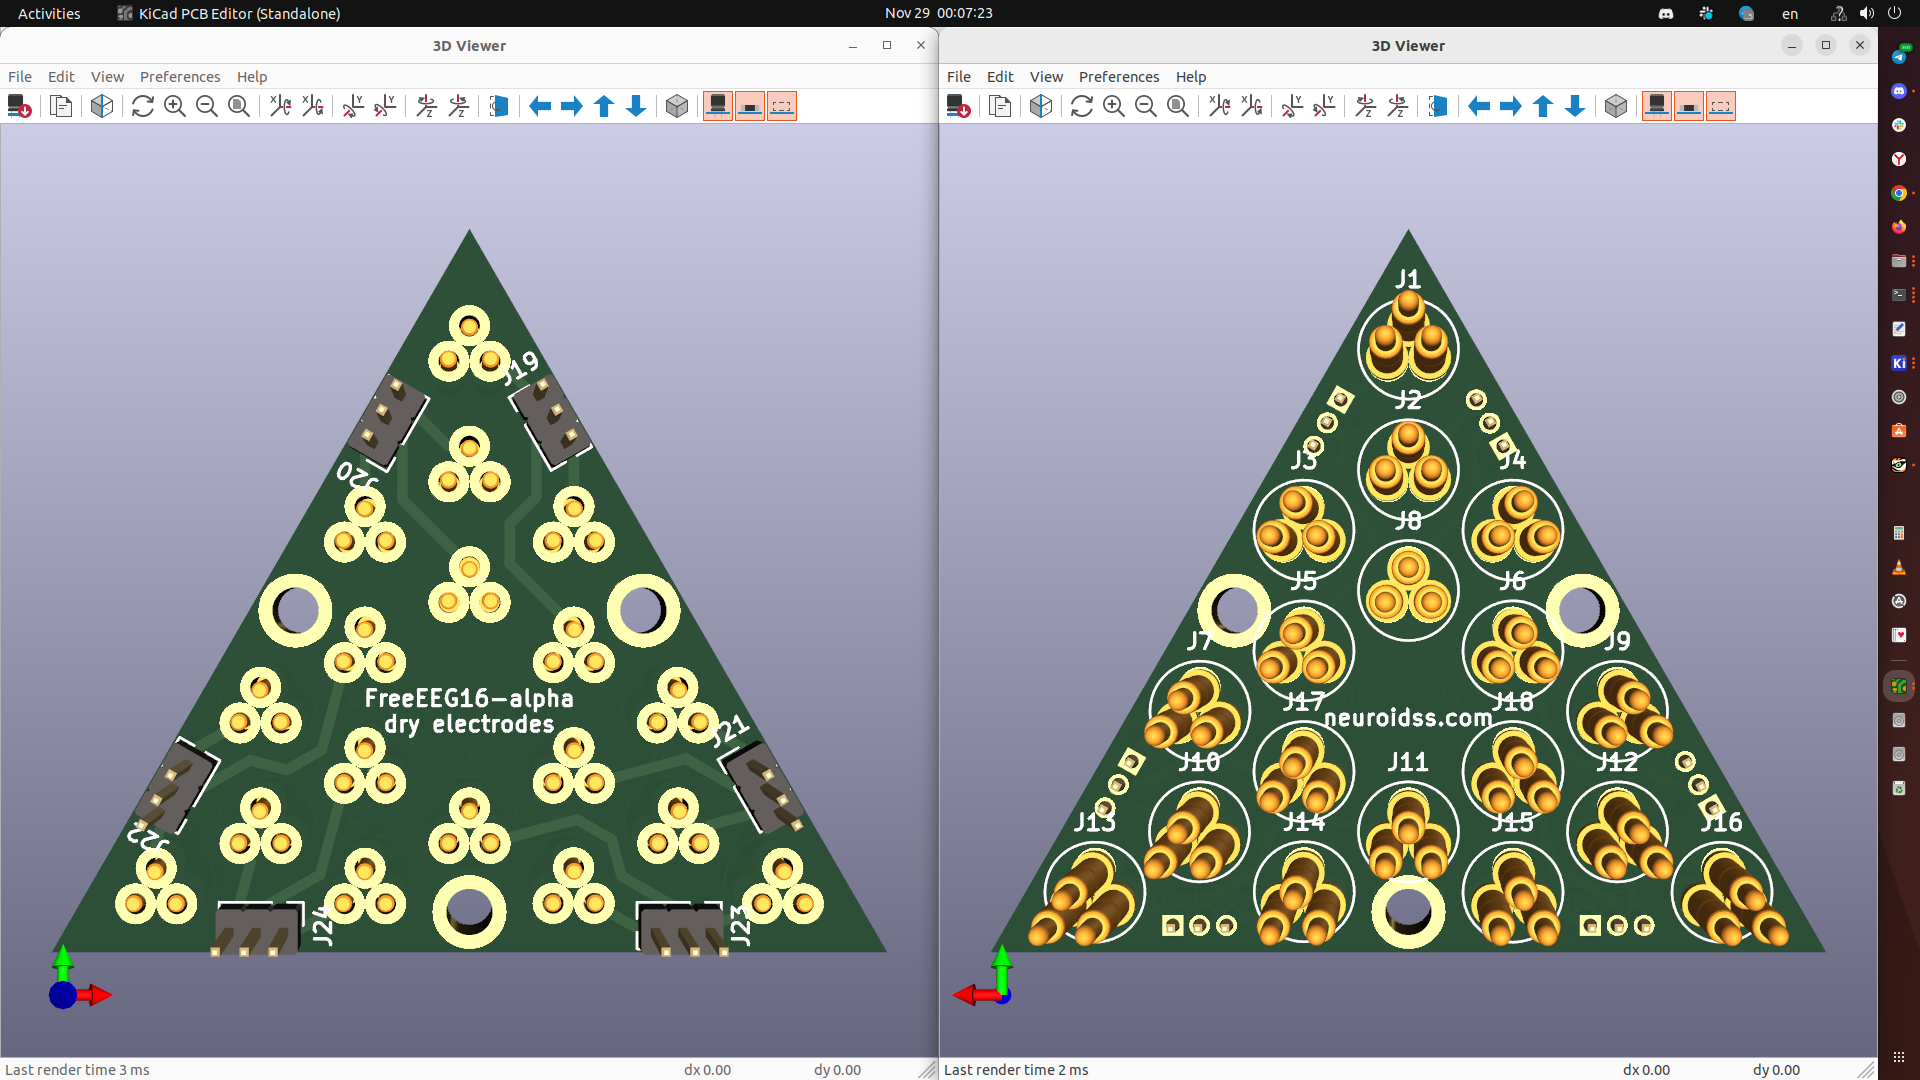 Activities
KiCad PCB Editor (Standalone)
Nov 29 00:07:23
en
3D Viewer
File Edit View Preferences Help
J19
J20
FreeEEG16-alpha
dry electrodes
J21
J22
J24
J23
Last render time 3 ms
dx 0.00
dy 0.00
3D Viewer
File Edit View Preferences Help
J1
J2
J3
J4
J8
J5
J6
J7
J9
J17
J18
neuroidss.com
J10
J11
J12
J13
J14
J15
J16
Last render time 2 ms
dx 0.00
dy 0.00
Ki